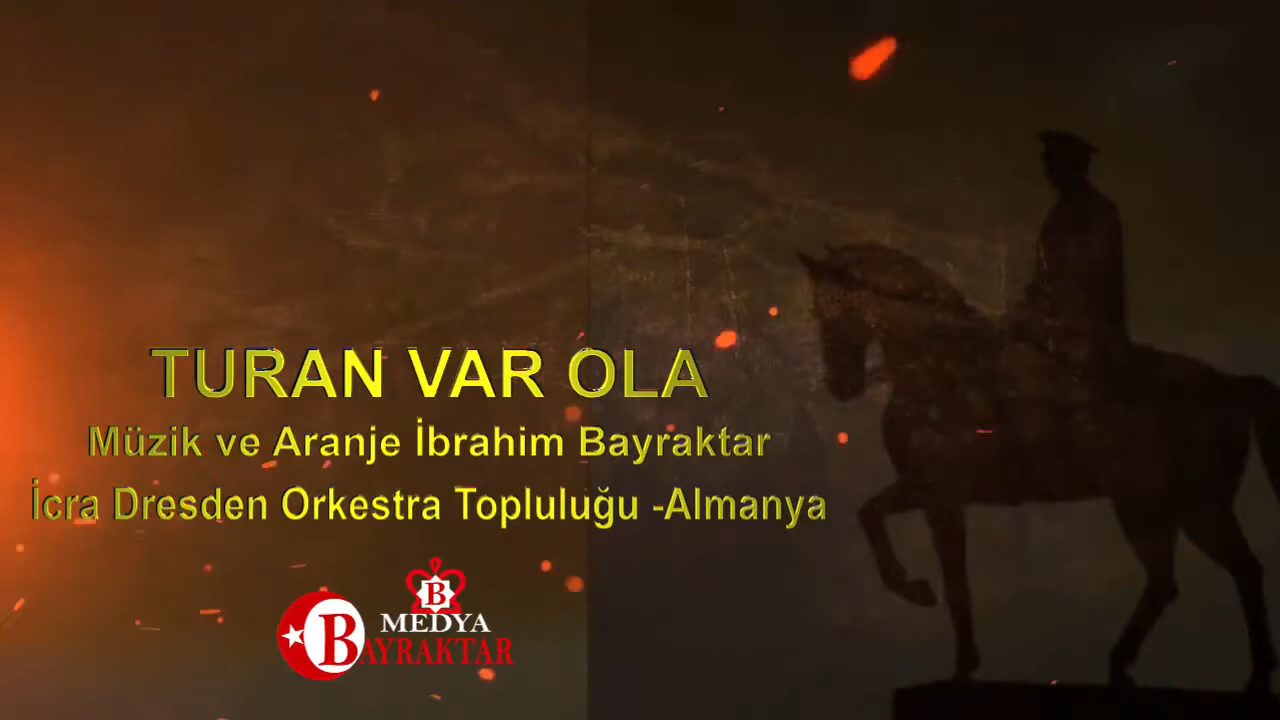 TURAN VAR OLA
Müzik ve Aranje İbrahim Bayraktar
İcra Dresden Orkestra Topluluğu -Almanya
B
MEDYA
BAYRAKTAR